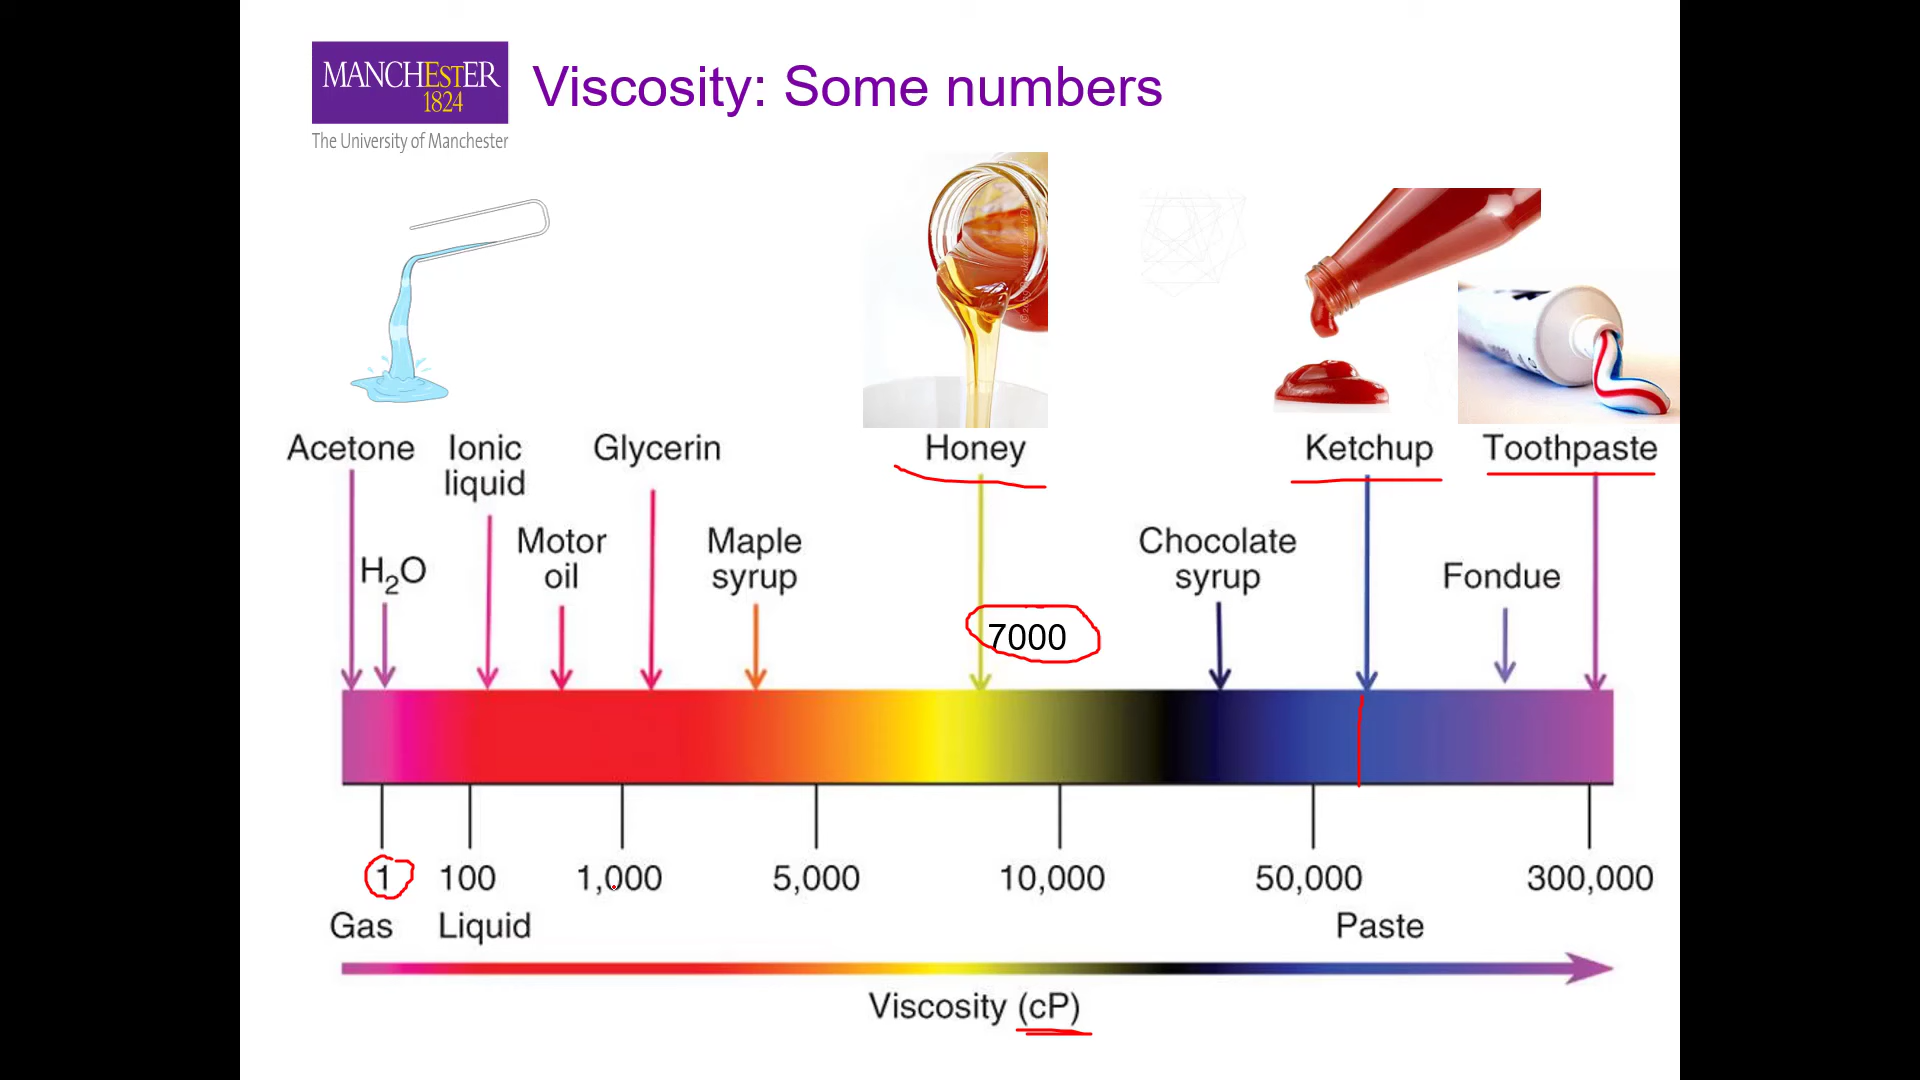 MANCHESTER
1824
The University of Manchester
Viscosity: Some numbers
Acetone
Ionic
liquid
Glycerin
Honey
Ketchup
Toothpaste
H₂O
Motor
oil
Maple
syrup
Chocolate
syrup
Fondue
7000
1
100
1,000
5,000
10,000
50,000
300,000
Gas
Liquid
Paste
Viscosity (cP)